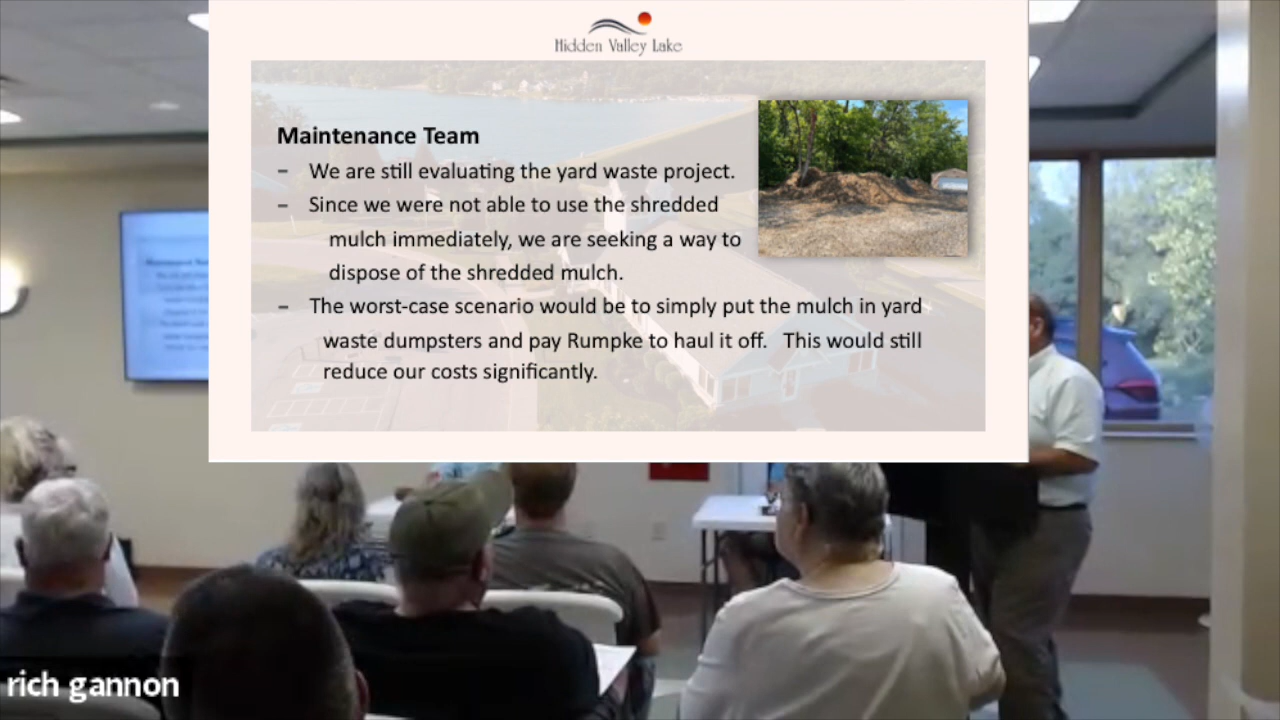 Hidden Valley Lake
Maintenance Team
– We are still evaluating the yard waste project.
– Since we were not able to use the shredded
mulch immediately, we are seeking a way to
dispose of the shredded mulch.
– The worst-case scenario would be to simply put the mulch in yard
waste dumpsters and pay Rumpke to haul it off. This would still
reduce our costs significantly.
rich gannon